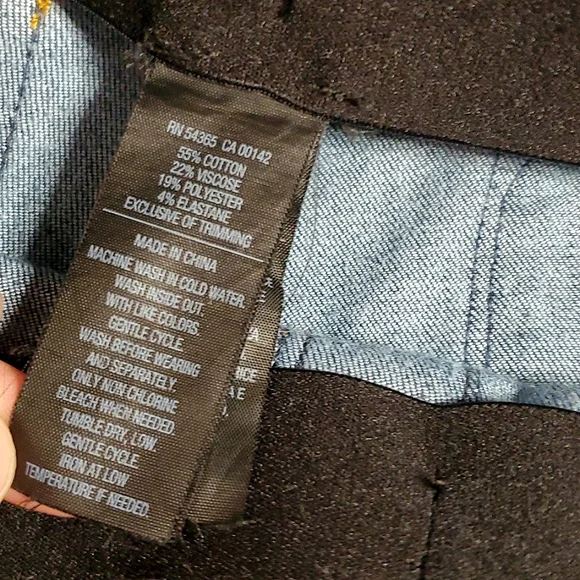 RN 54365 CA 00142
55% COTTON
22% VISCOSE
19% POLYESTER
4% ELASTANE
EXCLUSIVE OF TRIMMING
MADE IN CHINA
MACHINE WASH IN COLD WATER.
WASH INSIDE OUT.
WITH LIKE COLORS.
GENTLE CYCLE.
WASH BEFORE WEARING
AND SEPARATELY.
ONLY NON-CHLORINE
BLEACH WHEN NEEDED.
TUMBLE DRY, LOW
GENTLE CYCLE.
IRON AT LOW
TEMPERATURE IF NEEDED.